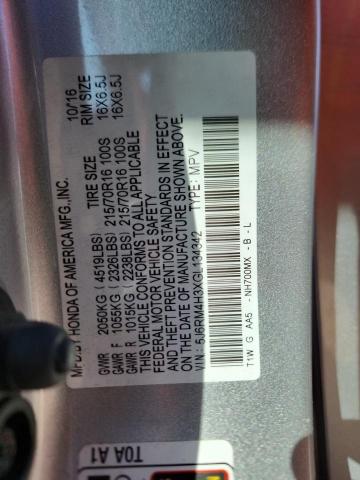 MFD.BY HONDA OF AMERICA MFG.,INC. 10/16
TIRE SIZE RIM SIZE
GVWR 2050KG (4519LBS)
GAWR F 1055KG (2326LBS) 215/70R16 100S 16X6.5J
GAWR R 1015KG (2238LBS) 215/70R16 100S 16X6.5J
THIS VEHICLE CONFORMS TO ALL APPLICABLE
FEDERAL MOTOR VEHICLE SAFETY,
THEFT PREVENTION STANDARDS IN EFFECT
ON THE DATE OF MANUFACTURE SHOWN ABOVE.
VIN: 5J6RM4H3XGL134342 TYPE: MPV
T1W G AA5 - NH700MX - B - L
T0A A1